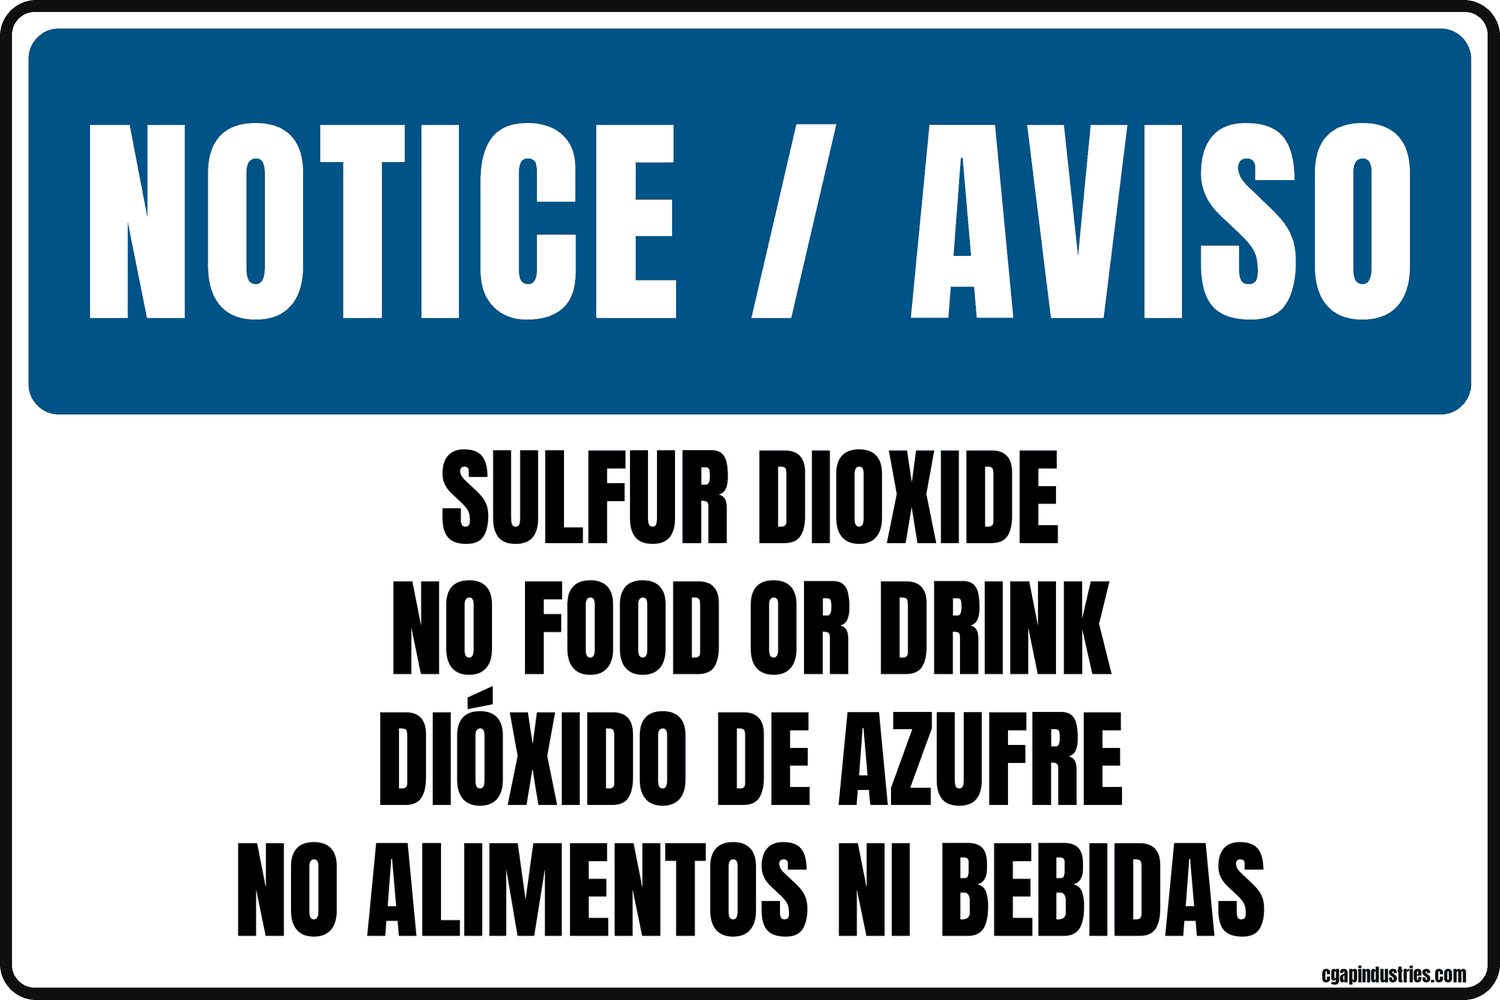 NOTICE / AVISO
SULFUR DIOXIDE
NO FOOD OR DRINK
DIÓXIDO DE AZUFRE
NO ALIMENTOS NI BEBIDAS
cgapindustries.com